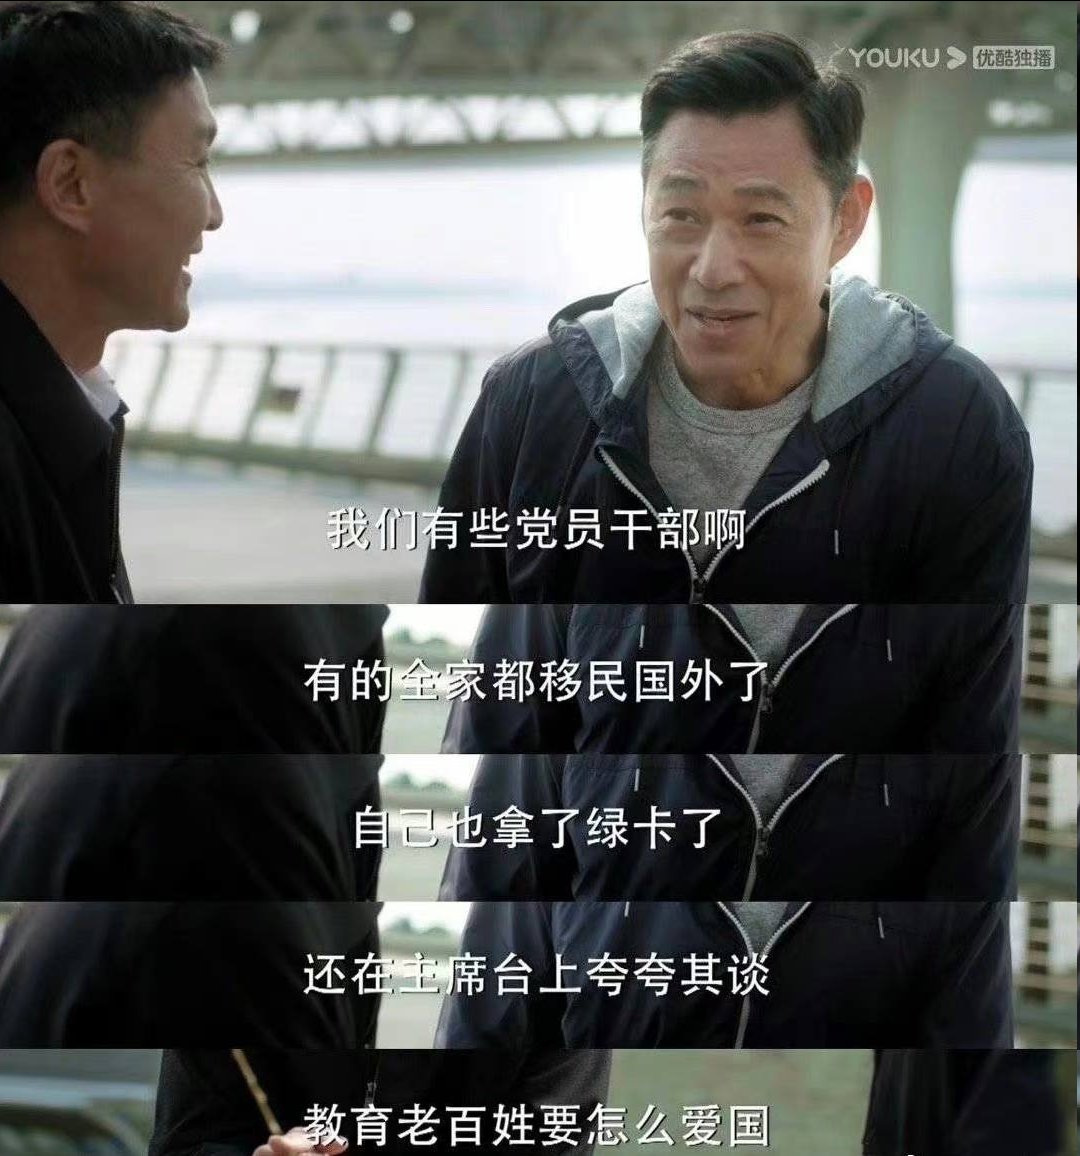 YOUKU 优酷独播
我们有些党员干部啊
有的全家都移民国外了
自己也拿了绿卡了
还在主席台上夸夸其谈
教育老百姓要怎么爱国